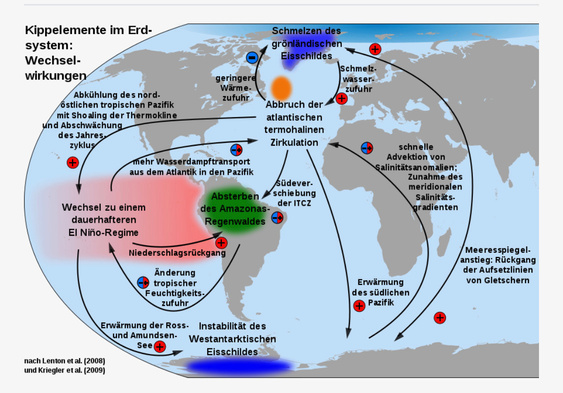 Kippelemente im Erd-
system:
Wechsel-
wirkungen
Schmelzen des
grönländischen
Eisschildes
geringere
Wärme-
zufuhr
Schmelz-
wasser-
zufuhr
Abkühlung des nord-
östlichen tropischen Pazifik
mit Shoaling der Thermokline
und Abschwächung
des Jahres-
zyklus
Abbruch der
atlantischen
termohalinen
Zirkulation
mehr Wasserdampftransport
aus dem Atlantik in den Pazifik
schnelle
Advektion von
Salinitätsanomalien;
Zunahme des
meridionalen
Salinitäts-
gradienten
Südever-
schiebung
der ITCZ
Absterben
des Amazonas-
Regenwaldes
Wechsel zu einem
dauerhafteren
El Niño-Regime
Niederschlagsrückgang
Meeresspiegel-
anstieg: Rückgang
der Aufsetzlinien
von Gletschern
Änderung
tropischer
Feuchtigkeits-
zufuhr
Erwärmung
des südlichen
Pazifik
Erwärmung der Ross-
und Amundsen-
See
Instabilität des
Westantarktischen
Eisschildes
nach Lenton et al. (2008)
und Kriegler et al. (2009)